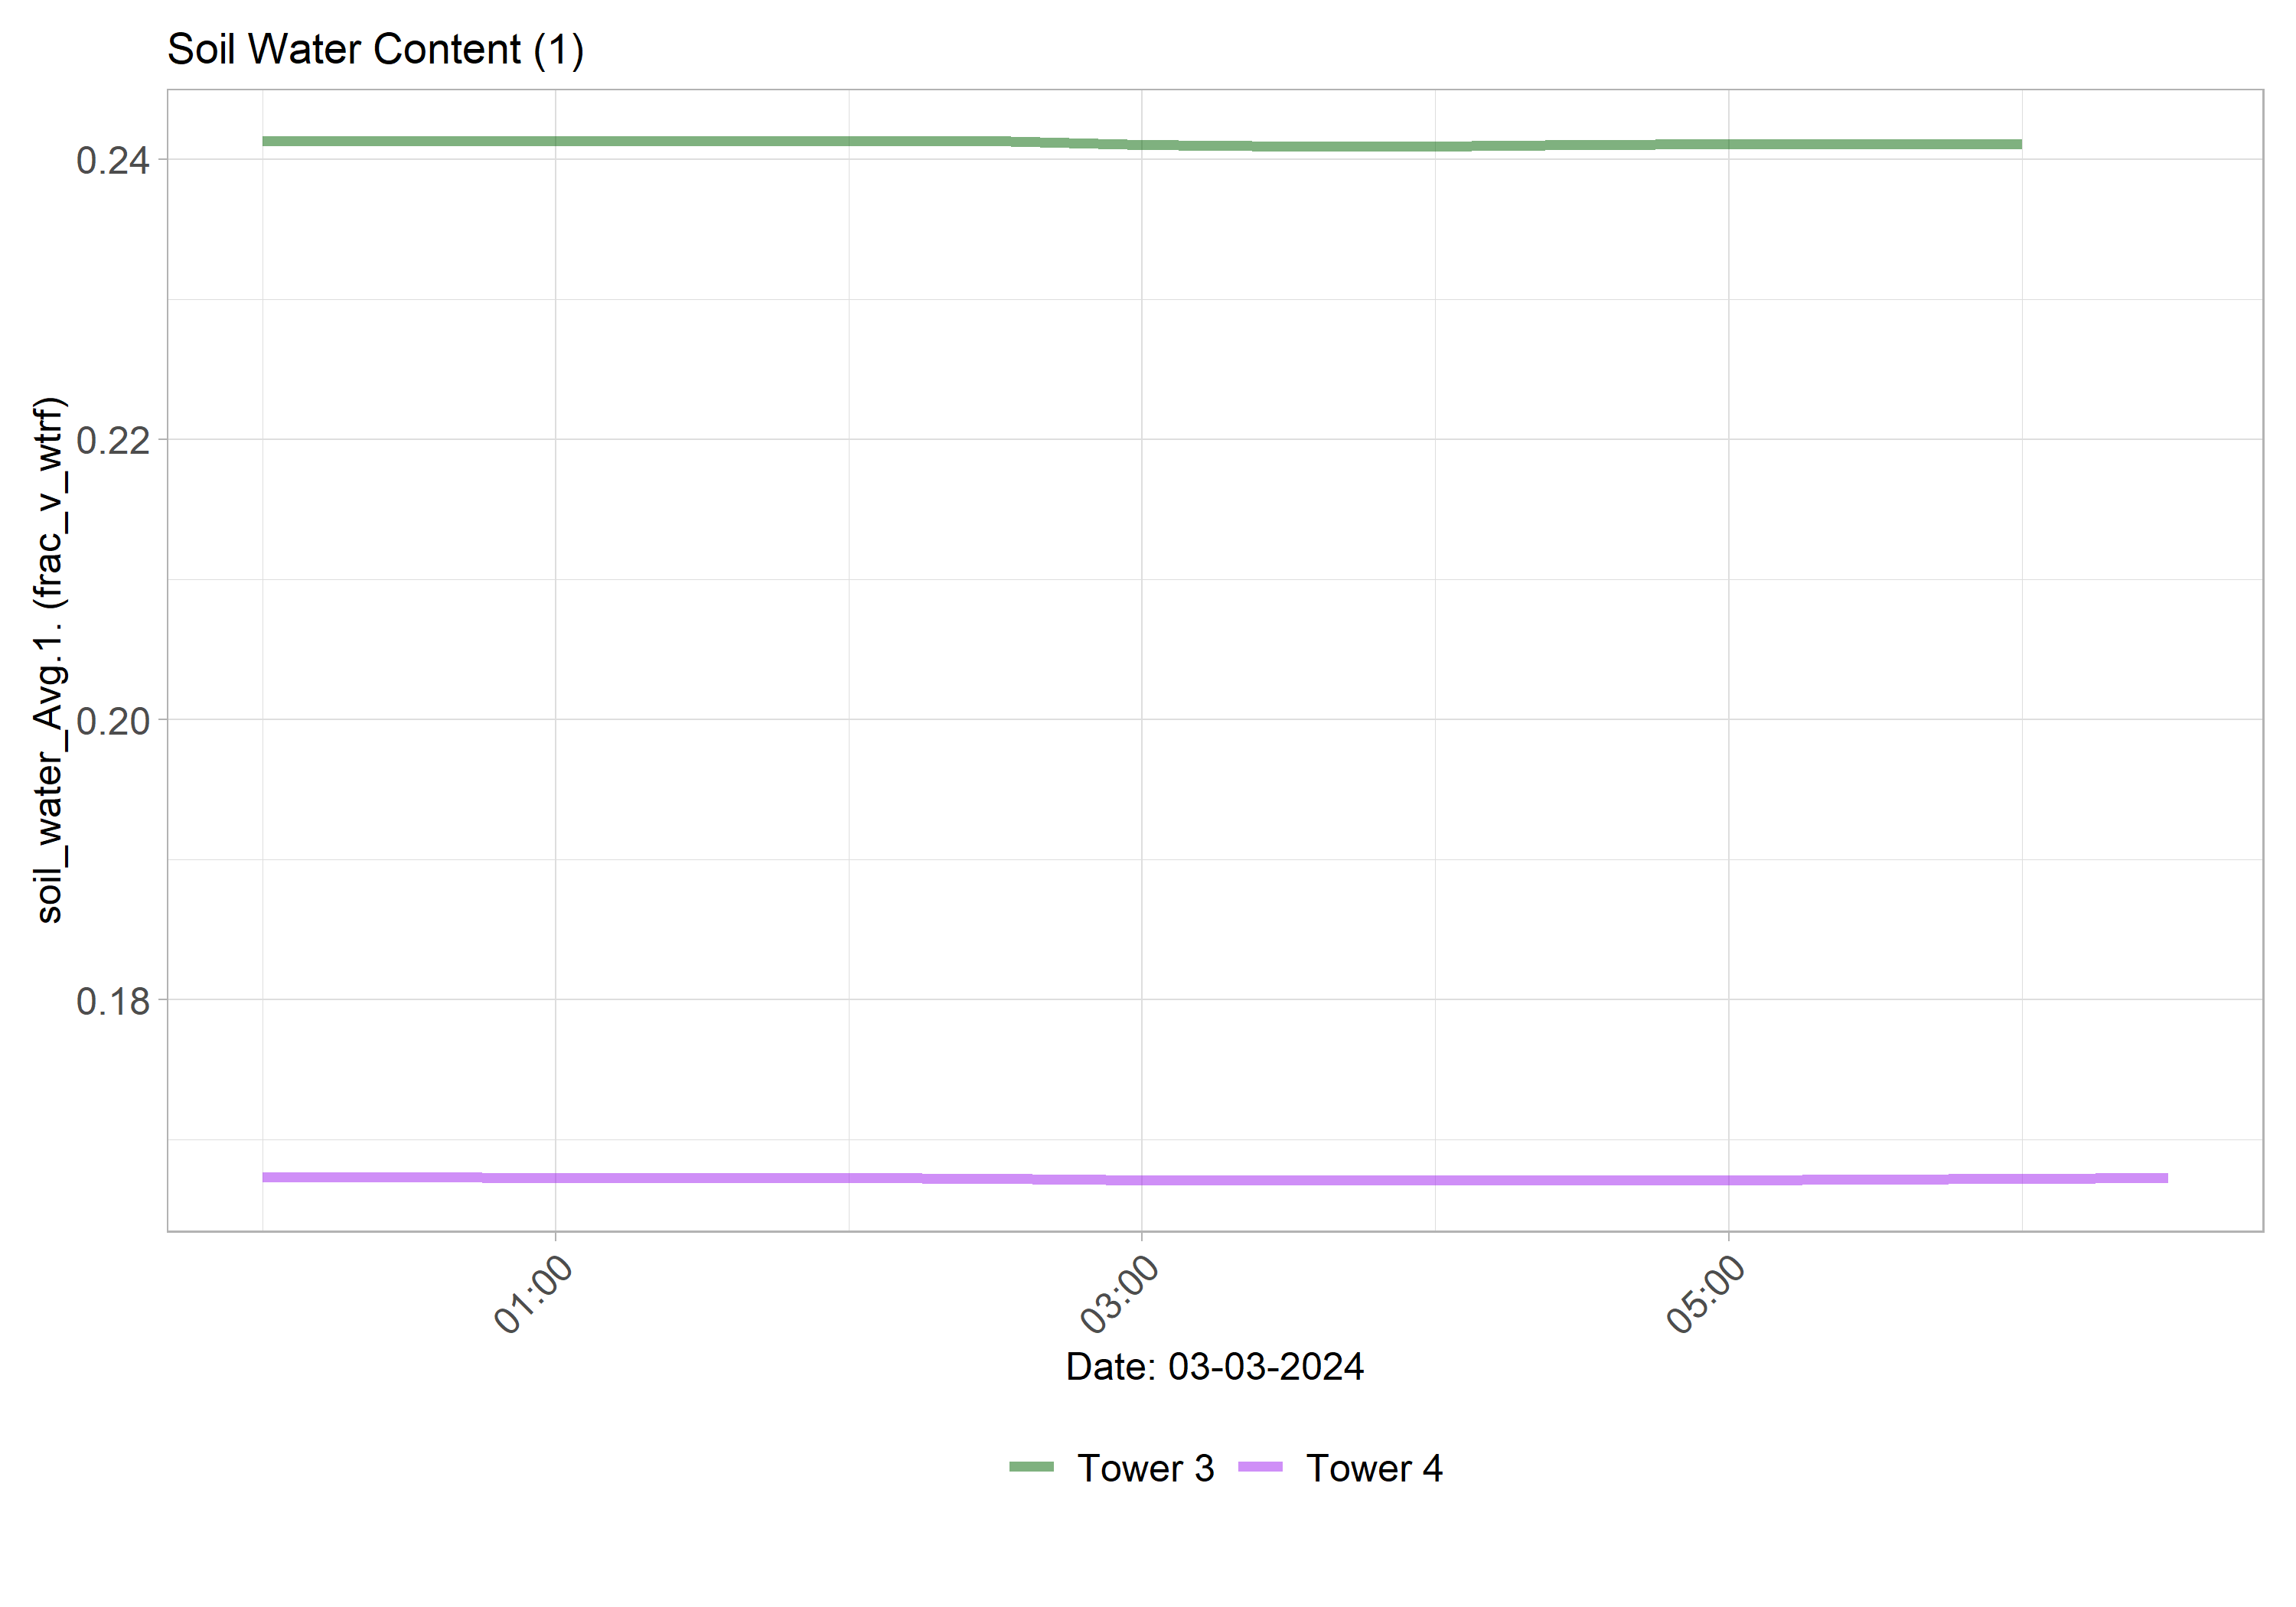 Soil Water Content (1)
soil_water_Avg.1. (frac_v_wtrf)
0.24
0.22
0.20
0.18
01:00
03:00
05:00
Date: 03-03-2024
Tower 3
Tower 4